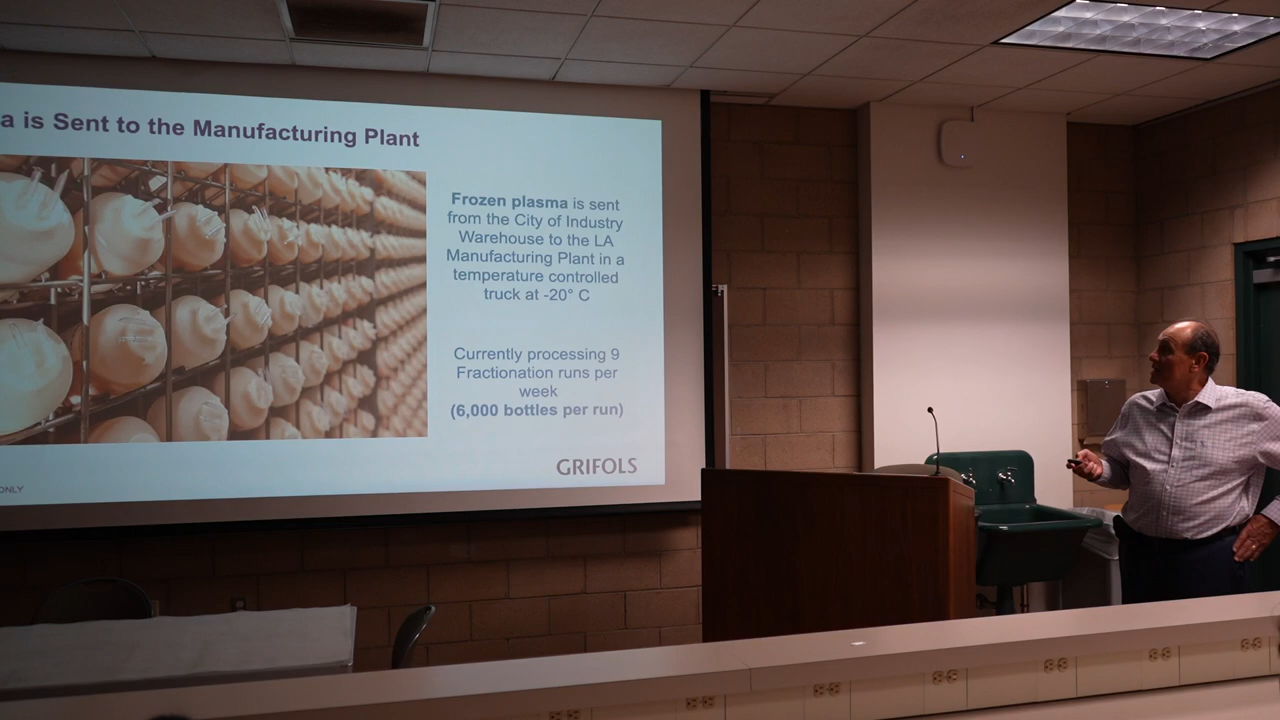 a is Sent to the Manufacturing Plant
Frozen plasma is sent
from the City of Industry
Warehouse to the LA
Manufacturing Plant in a
temperature controlled
truck at -20° C
Currently processing 9
Fractionation runs per
week
(6,000 bottles per run)
GRIFOLS
ONLY